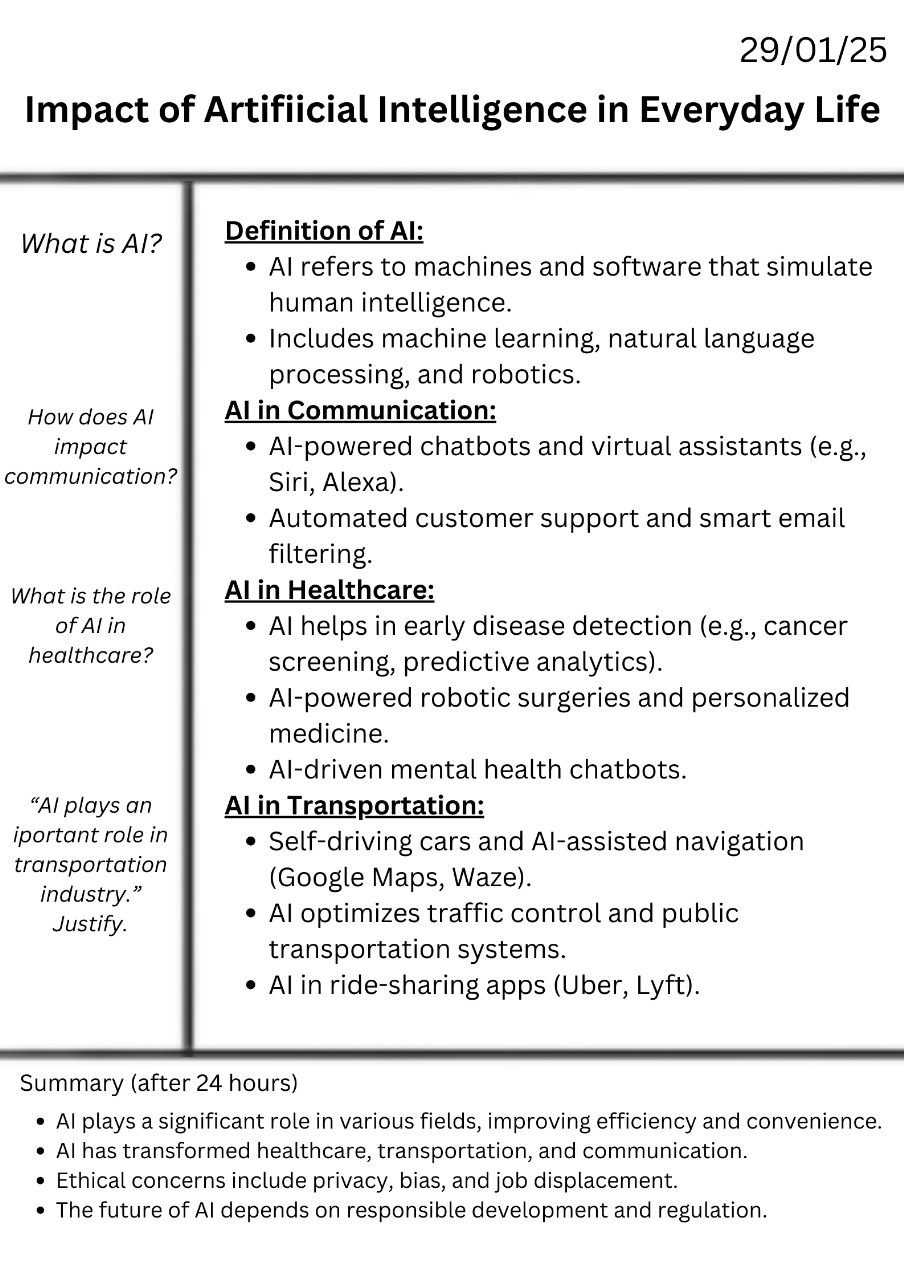 29/01/25
Impact of Artifiicial Intelligence in Everyday Life
What is AI?
How does AI
impact
communication?
What is the role
of AI in
healthcare?
“AI plays an
iportant role in
transportation
industry.”
Justify.
Definition of AI:
• AI refers to machines and software that simulate
human intelligence.
• Includes machine learning, natural language
processing, and robotics.
AI in Communication:
• AI-powered chatbots and virtual assistants (e.g.,
Siri, Alexa).
• Automated customer support and smart email
filtering.
AI in Healthcare:
• AI helps in early disease detection (e.g., cancer
screening, predictive analytics).
• AI-powered robotic surgeries and personalized
medicine.
• AI-driven mental health chatbots.
AI in Transportation:
• Self-driving cars and AI-assisted navigation
(Google Maps, Waze).
• AI optimizes traffic control and public
transportation systems.
• AI in ride-sharing apps (Uber, Lyft).
Summary (after 24 hours)
• AI plays a significant role in various fields, improving efficiency and convenience.
• AI has transformed healthcare, transportation, and communication.
• Ethical concerns include privacy, bias, and job displacement.
• The future of AI depends on responsible development and regulation.